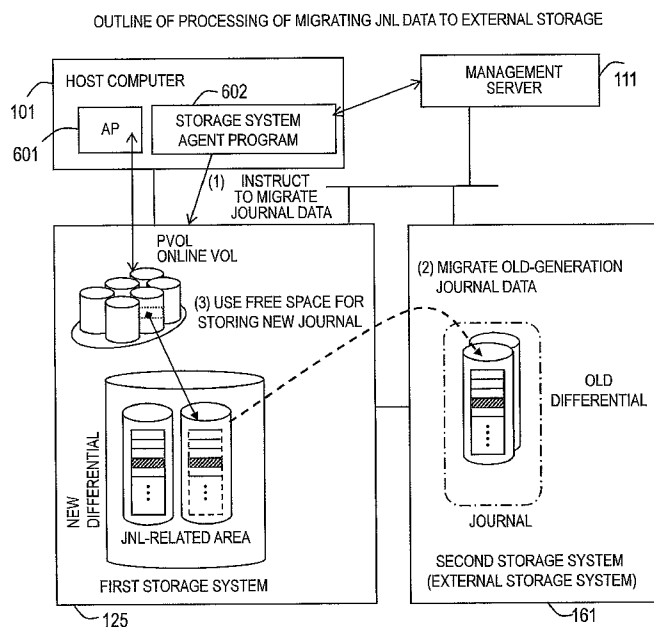 OUTLINE OF PROCESSING OF MIGRATING JNL DATA TO EXTERNAL STORAGE
HOST COMPUTER
101
602
AP
601
STORAGE SYSTEM
AGENT PROGRAM
MANAGEMENT
SERVER
111
(1)
INSTRUCT
TO MIGRATE
JOURNAL DATA
PVOL
ONLINE VOL
(3) USE FREE SPACE FOR
STORING NEW JOURNAL
(2) MIGRATE OLD-GENERATION
JOURNAL DATA
NEW
DIFFERENTIAL
JNL-RELATED AREA
FIRST STORAGE SYSTEM
125
OLD
DIFFERENTIAL
JOURNAL
SECOND STORAGE SYSTEM
(EXTERNAL STORAGE SYSTEM)
161